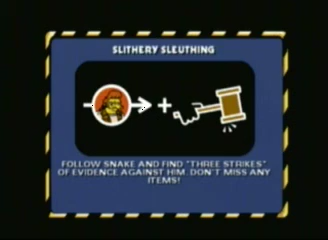 SLITHERY SLEUTHING
FOLLOW SNAKE AND FIND "THREE STRIKES"
OF EVIDENCE AGAINST HIM. DON'T MISS ANY
ITEMS!